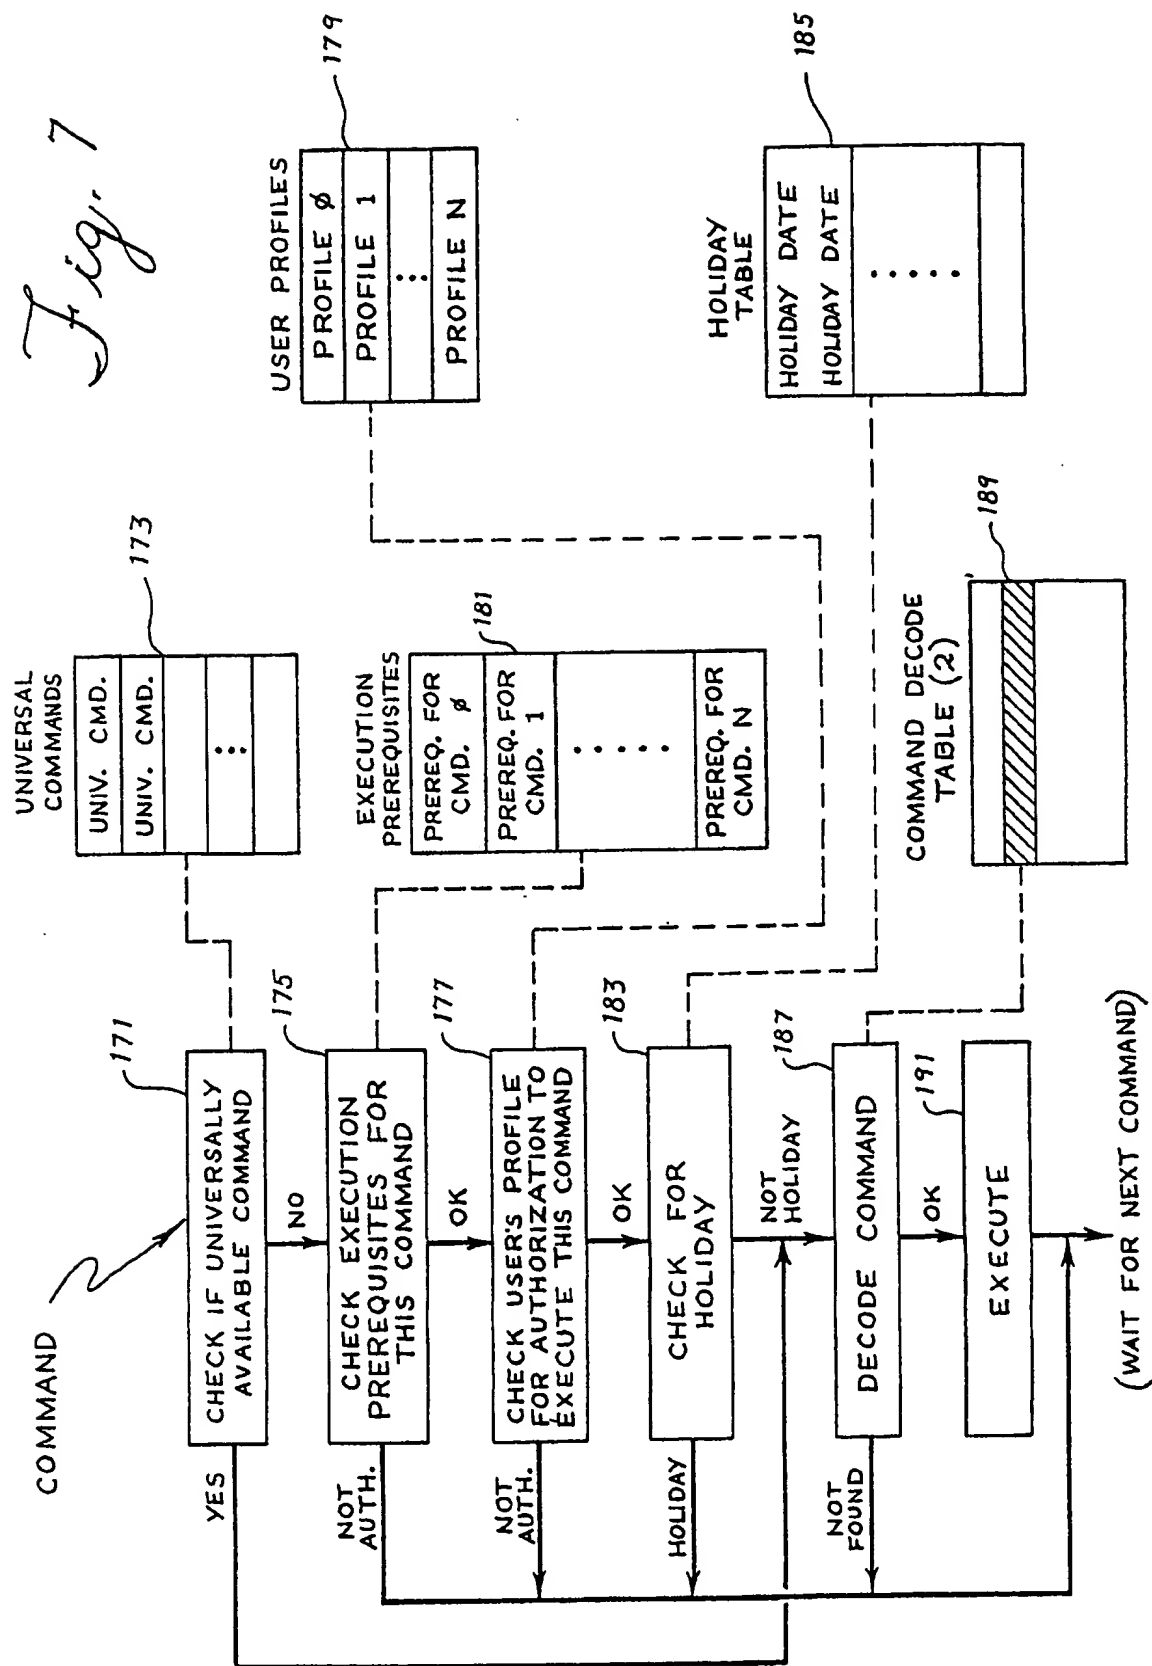 Fig. 7
COMMAND
171
CHECK IF UNIVERSALLY
AVAILABLE COMMAND
YES
NO
175
CHECK EXECUTION
PREREQUISITES FOR
THIS COMMAND
NOT
AUTH.
OK
177
CHECK USER'S PROFILE
FOR AUTHORIZATION TO
EXECUTE THIS COMMAND
NOT
AUTH.
OK
183
CHECK FOR
HOLIDAY
HOLIDAY
NOT
HOLIDAY
187
DECODE COMMAND
NOT
FOUND
OK
191
EXECUTE
(WAIT FOR NEXT COMMAND)
UNIVERSAL
COMMANDS
173
UNIV. CMD.
UNIV. CMD.
EXECUTION
PREREQUISITES
181
PREREQ. FOR
CMD. ø
PREREQ. FOR
CMD. 1
PREREQ. FOR
CMD. N
COMMAND DECODE
TABLE (2)
189
USER PROFILES
179
PROFILE ø
PROFILE 1
PROFILE N
HOLIDAY
TABLE
185
HOLIDAY DATE
HOLIDAY DATE